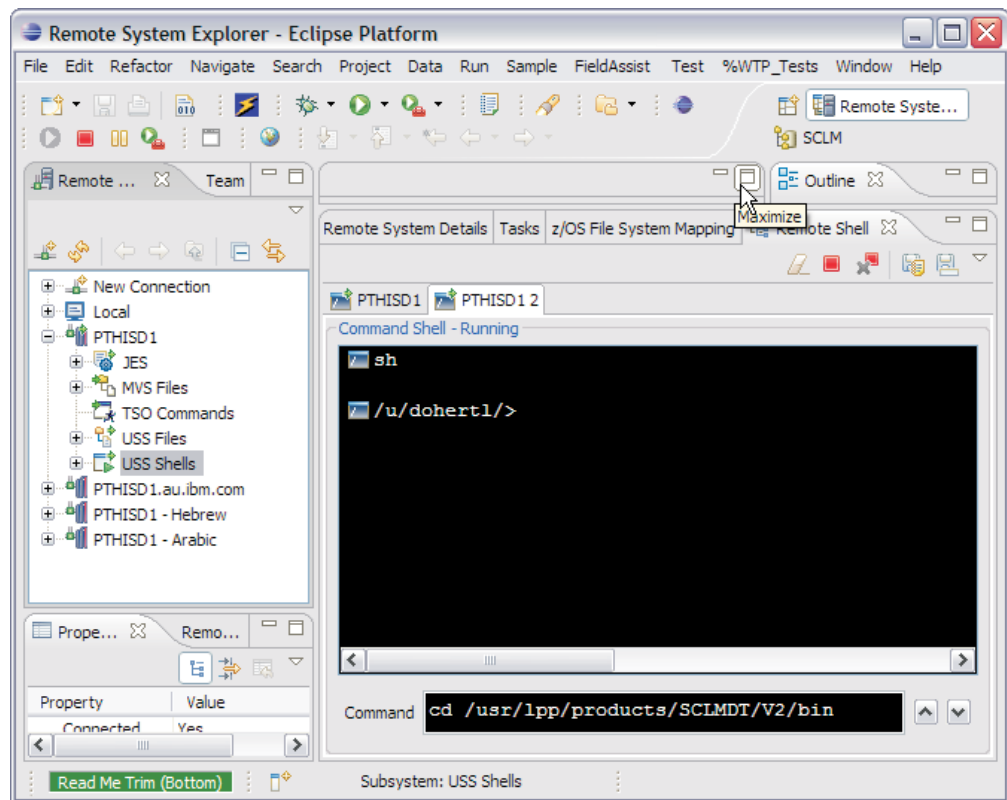 Remote System Explorer - Eclipse Platform
File Edit Refactor Navigate Search Project Data Run Sample FieldAssist Test %WTP_Tests Window Help
010
Remote Syste...
SCLM
Remote ...
Team
Outline
Maximize
Remote System Details
Tasks
z/OS File System Mapping
Remote Shell
New Connection
Local
PTHISD1
JES
MVS Files
TSO Commands
USS Files
USS Shells
PTHISD1.au.ibm.com
PTHISD1 - Hebrew
PTHISD1 - Arabic
PTHISD1
PTHISD1 2
Command Shell - Running
sh
/u/dohertl/>
Prope...
Remo...
Property Value
Connected Yes
Command cd /usr/lpp/products/SCLMDT/V2/bin
Read Me Trim (Bottom)
Subsystem: USS Shells